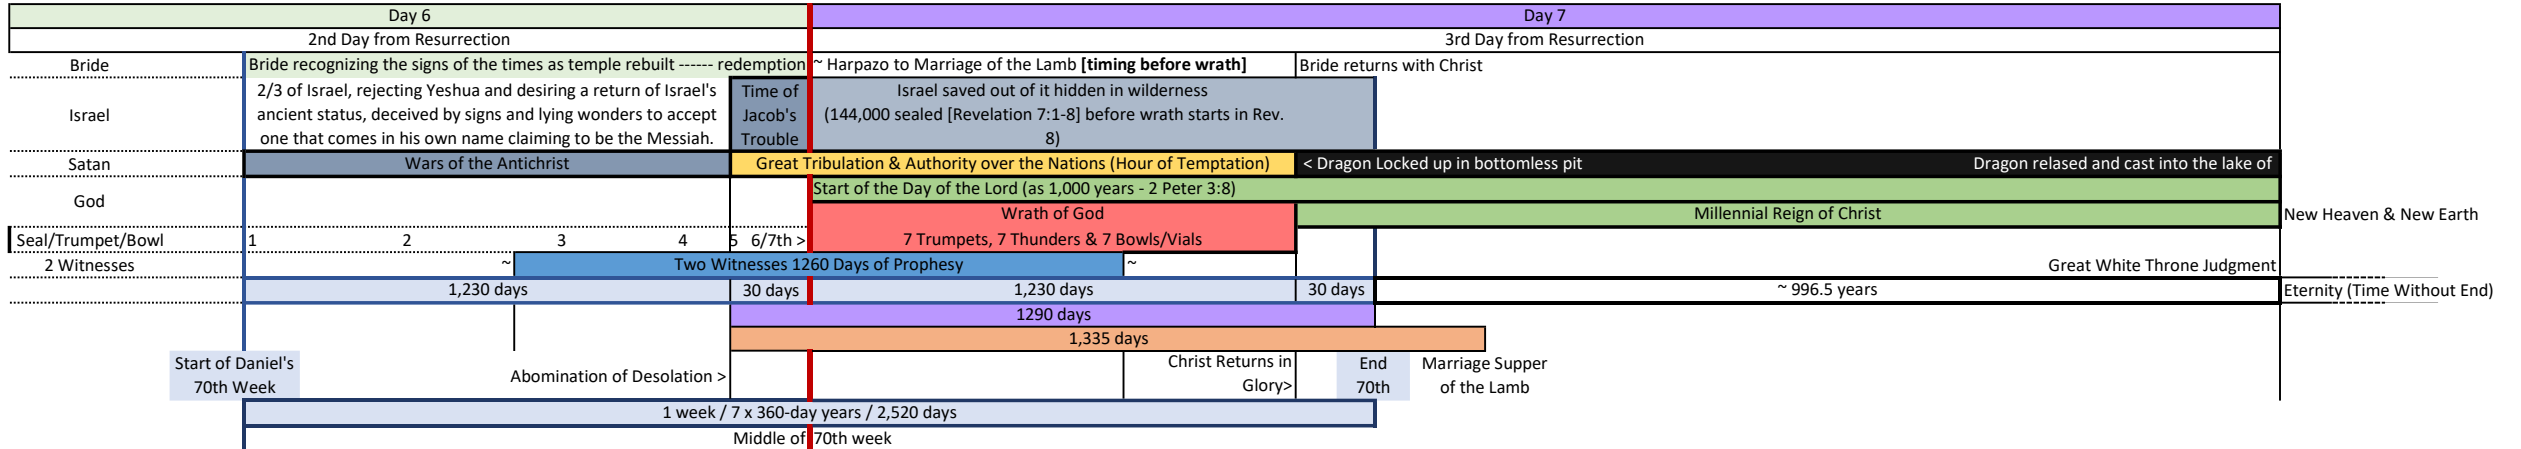 Day 6
Day 7
2nd Day from Resurrection
3rd Day from Resurrection
Bride
Bride recognizing the signs of the times as temple rebuilt ------ redemption
~ Harpazo to Marriage of the Lamb [timing before wrath]
Bride returns with Christ
Israel
2/3 of Israel, rejecting Yeshua and desiring a return of Israel's
ancient status, deceived by signs and lying wonders to accept
one that comes in his own name claiming to be the Messiah.
Time of
Jacob's
Trouble
Israel saved out of it hidden in wilderness
(144,000 sealed [Revelation 7:1-8] before wrath starts in Rev.
8)
Satan
Wars of the Antichrist
Great Tribulation & Authority over the Nations (Hour of Temptation)
< Dragon Locked up in bottomless pit
Dragon relased and cast into the lake of
God
Start of the Day of the Lord (as 1,000 years - 2 Peter 3:8)
Wrath of God
Millennial Reign of Christ
New Heaven & New Earth
Seal/Trumpet/Bowl
1 2 3 4 5 6/7th >
7 Trumpets, 7 Thunders & 7 Bowls/Vials
2 Witnesses
~
Two Witnesses 1260 Days of Prophesy
~
Great White Throne Judgment
1,230 days
30 days
1,230 days
30 days
~ 996.5 years
Eternity (Time Without End)
1290 days
1,335 days
Start of Daniel's
70th Week
Abomination of Desolation >
Christ Returns in
Glory>
End
70th
Marriage Supper
of the Lamb
1 week / 7 x 360-day years / 2,520 days
Middle of 70th week